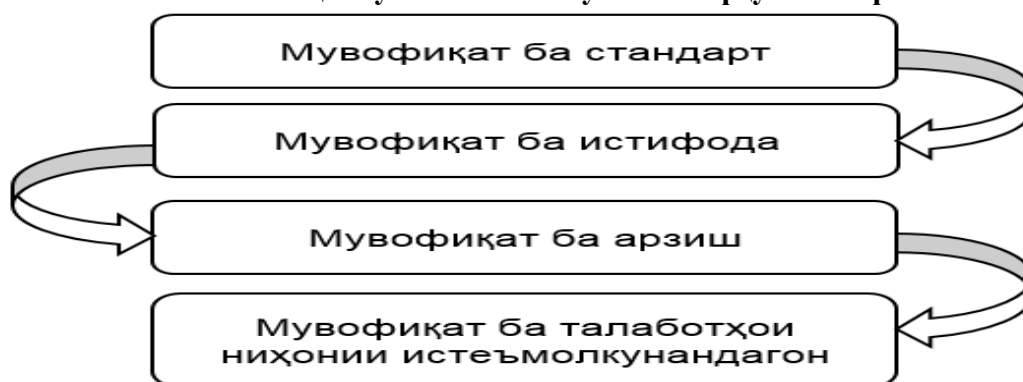 Мувофиқат ба стандарт
Мувофиқат ба истифода
Мувофиқат ба арзиш
Мувофиқат ба талаботҳои
ниҳонии истеъмолкунандагон